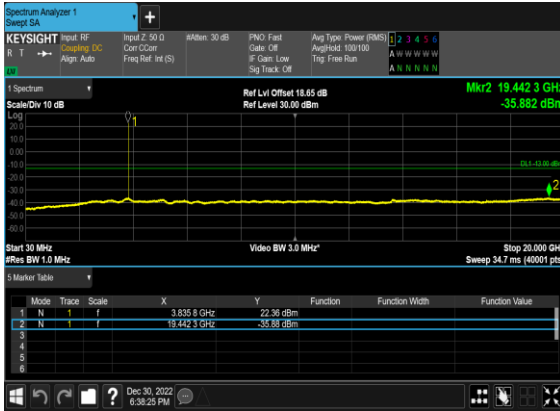 Spectrum Analyzer 1
Swept SA
+
KEYSIGHT Input: RF Input Z: 50 Ω #Atten: 30 dB PNO: Fast Avg Type: Power (RMS) 1 2 3 4 5 6
R T Coupling: DC Corr CCorr Gate: Off Avg|Hold: 100/100 A W W W W W
Align: Auto Freq Ref: Int (S) IF Gain: Low Trig: Free Run
Sig Track: Off A N N N N N
1 Spectrum Ref Lvl Offset 18.65 dB Mkr2 19.442 3 GHz
Scale/Div 10 dB Ref Level 30.00 dBm -35.882 dBm
Log
20.0
10.0
0.00
-10.0
-20.0
-30.0
-40.0
-50.0
-60.0
1
DL1 -13.00 dBm
2
Start 30 MHz Video BW 3.0 MHz* Stop 20.000 GHz
#Res BW 1.0 MHz Sweep 34.7 ms (40001 pts)
5 Marker Table
Mode Trace Scale X Y Function Function Width Function Value
1 N 1 f 3.835 8 GHz 22.36 dBm
2 N 1 f 19.442 3 GHz -35.88 dBm
3
4
5
6
? Dec 30, 2022
6:38:25 PM